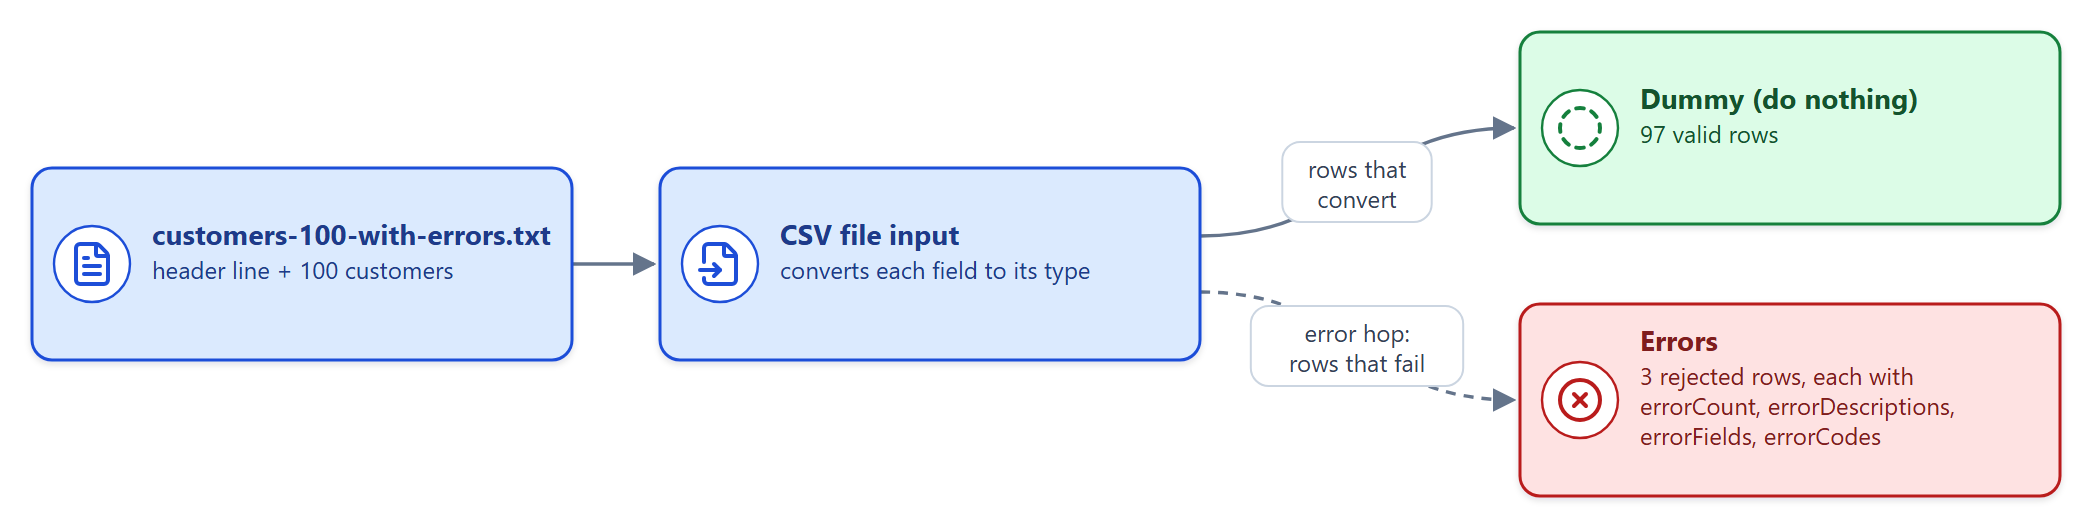 customers-100-with-errors.txt
header line + 100 customers
CSV file input
converts each field to its type
rows that
convert
error hop:
rows that fail
Dummy (do nothing)
97 valid rows
Errors
3 rejected rows, each with
errorCount, errorDescriptions,
errorFields, errorCodes